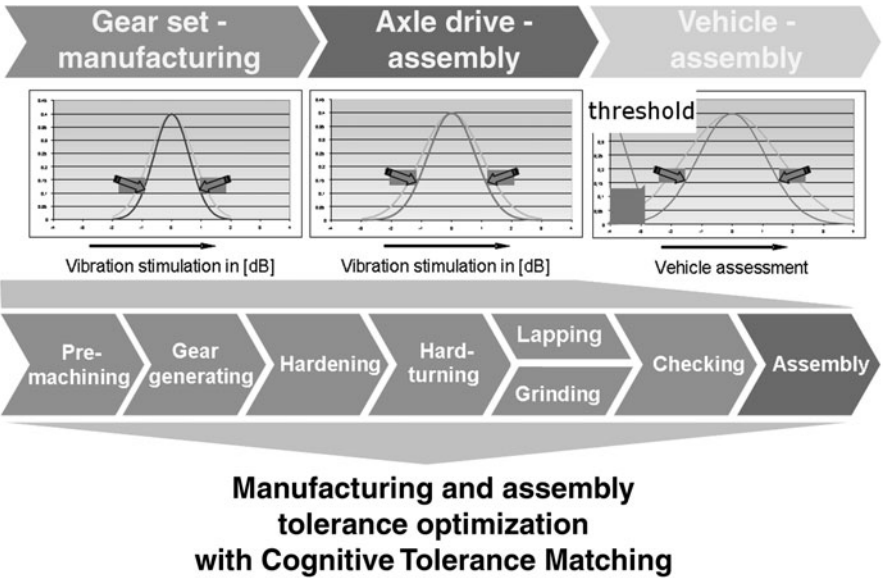 Gear set -
manufacturing
Axle drive -
assembly
Vehicle -
assembly
threshold
Vibration stimulation in [dB]
Vibration stimulation in [dB]
Vehicle assessment
Pre-
machining
Gear
generating
Hardening
Hard-
turning
Lapping
Grinding
Checking
Assembly
Manufacturing and assembly
tolerance optimization
with Cognitive Tolerance Matching